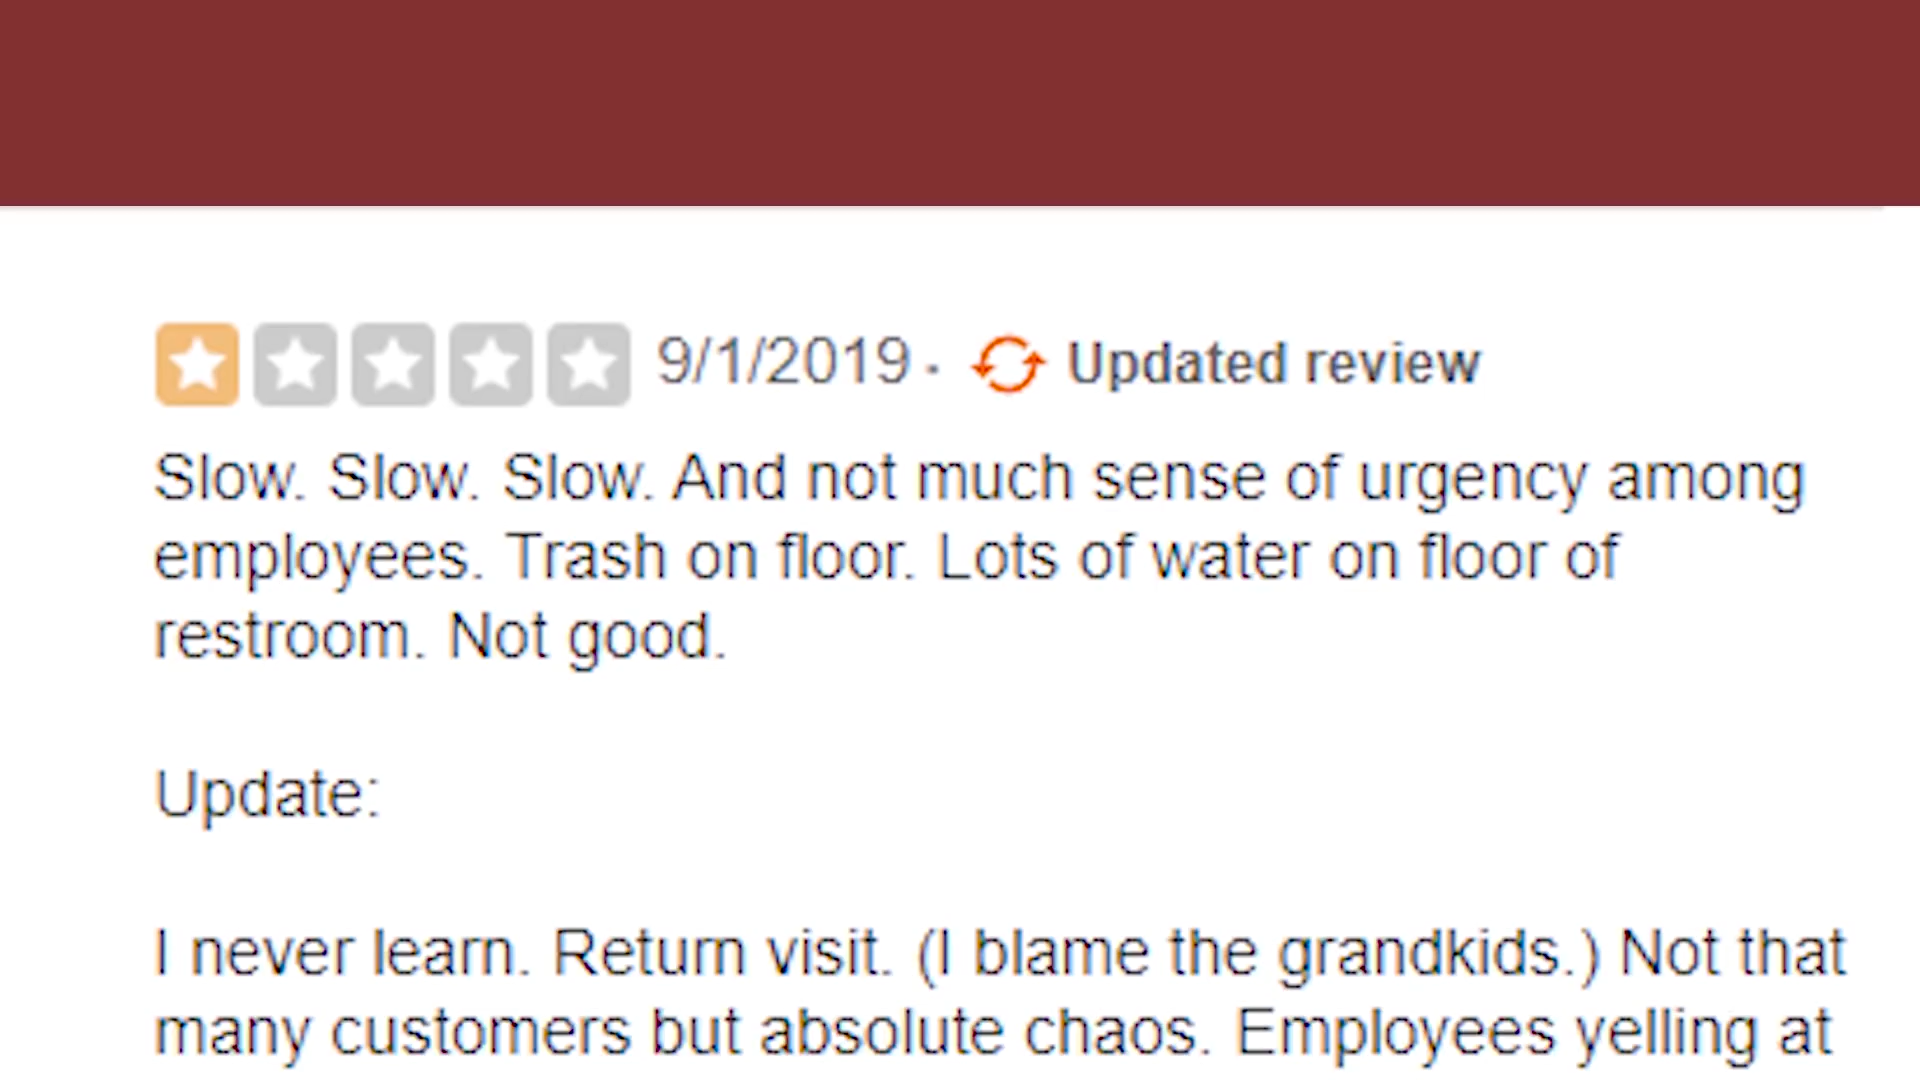 9/1/2019 · Updated review
Slow. Slow. Slow. And not much sense of urgency among
employees. Trash on floor. Lots of water on floor of
restroom. Not good.
Update:
I never learn. Return visit. (I blame the grandkids.) Not that
many customers but absolute chaos. Employees yelling at